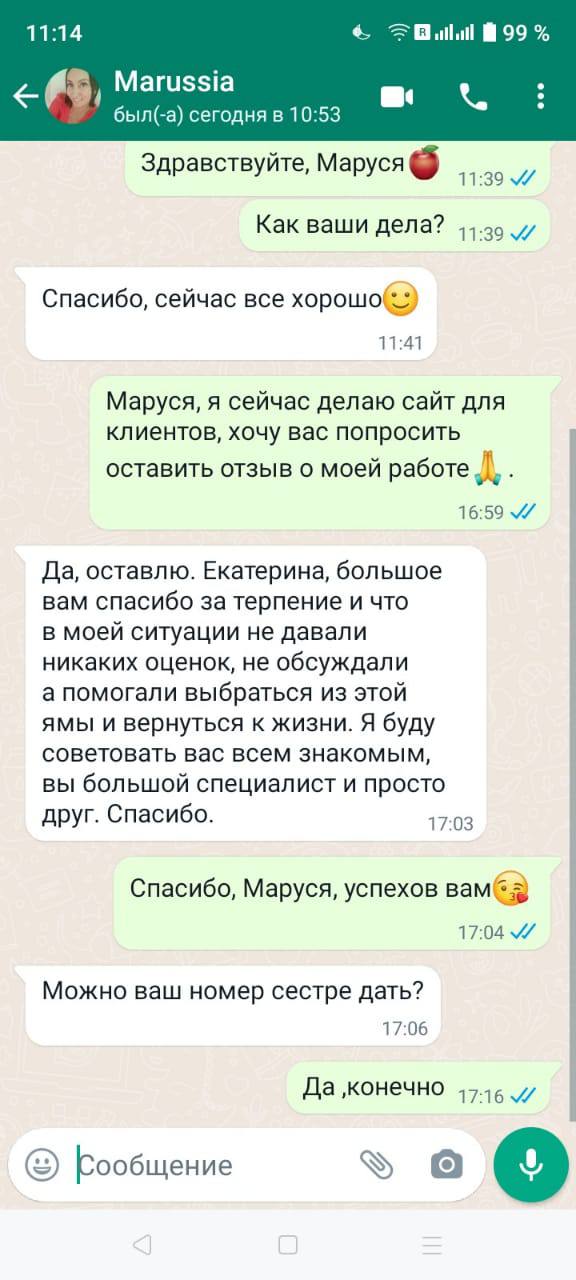 11:14
R
99 %
Marussia
был(-а) сегодня в 10:53
Здравствуйте, Маруся🍎
11:39
Как ваши дела?
11:39
Спасибо, сейчас все хорошо🙂
11:41
Маруся, я сейчас делаю сайт для
клиентов, хочу вас попросить
оставить отзыв о моей работе🙏.
16:59
Да, оставлю. Екатерина, большое
вам спасибо за терпение и что
в моей ситуации не давали
никаких оценок, не обсуждали
а помогали выбраться из этой
ямы и вернуться к жизни. Я буду
советовать вас всем знакомым,
вы большой специалист и просто
друг. Спасибо.
17:03
Спасибо, Маруся, успехов вам😘
17:04
Можно ваш номер сестре дать?
17:06
Да ,конечно
17:16
Сообщение